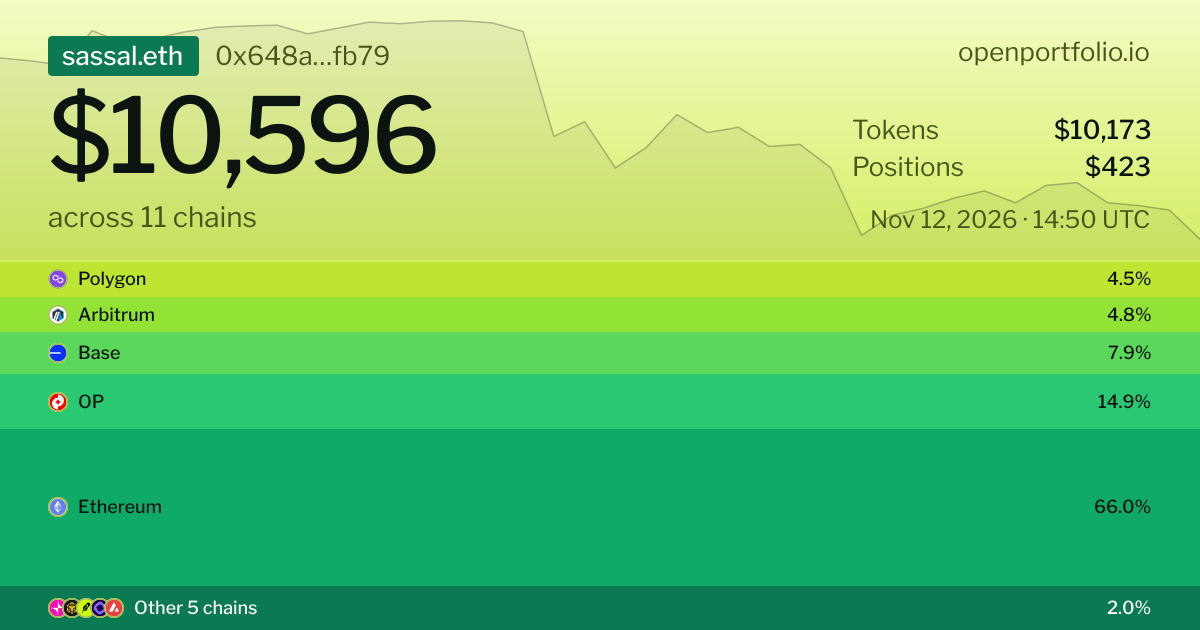 sassal.eth 0x648a...fb79
openportfolio.io
$10,596
Tokens $10,173
Positions $423
across 11 chains
Nov 12, 2026 · 14:50 UTC
Polygon 4.5%
Arbitrum 4.8%
Base 7.9%
OP 14.9%
Ethereum 66.0%
Other 5 chains 2.0%